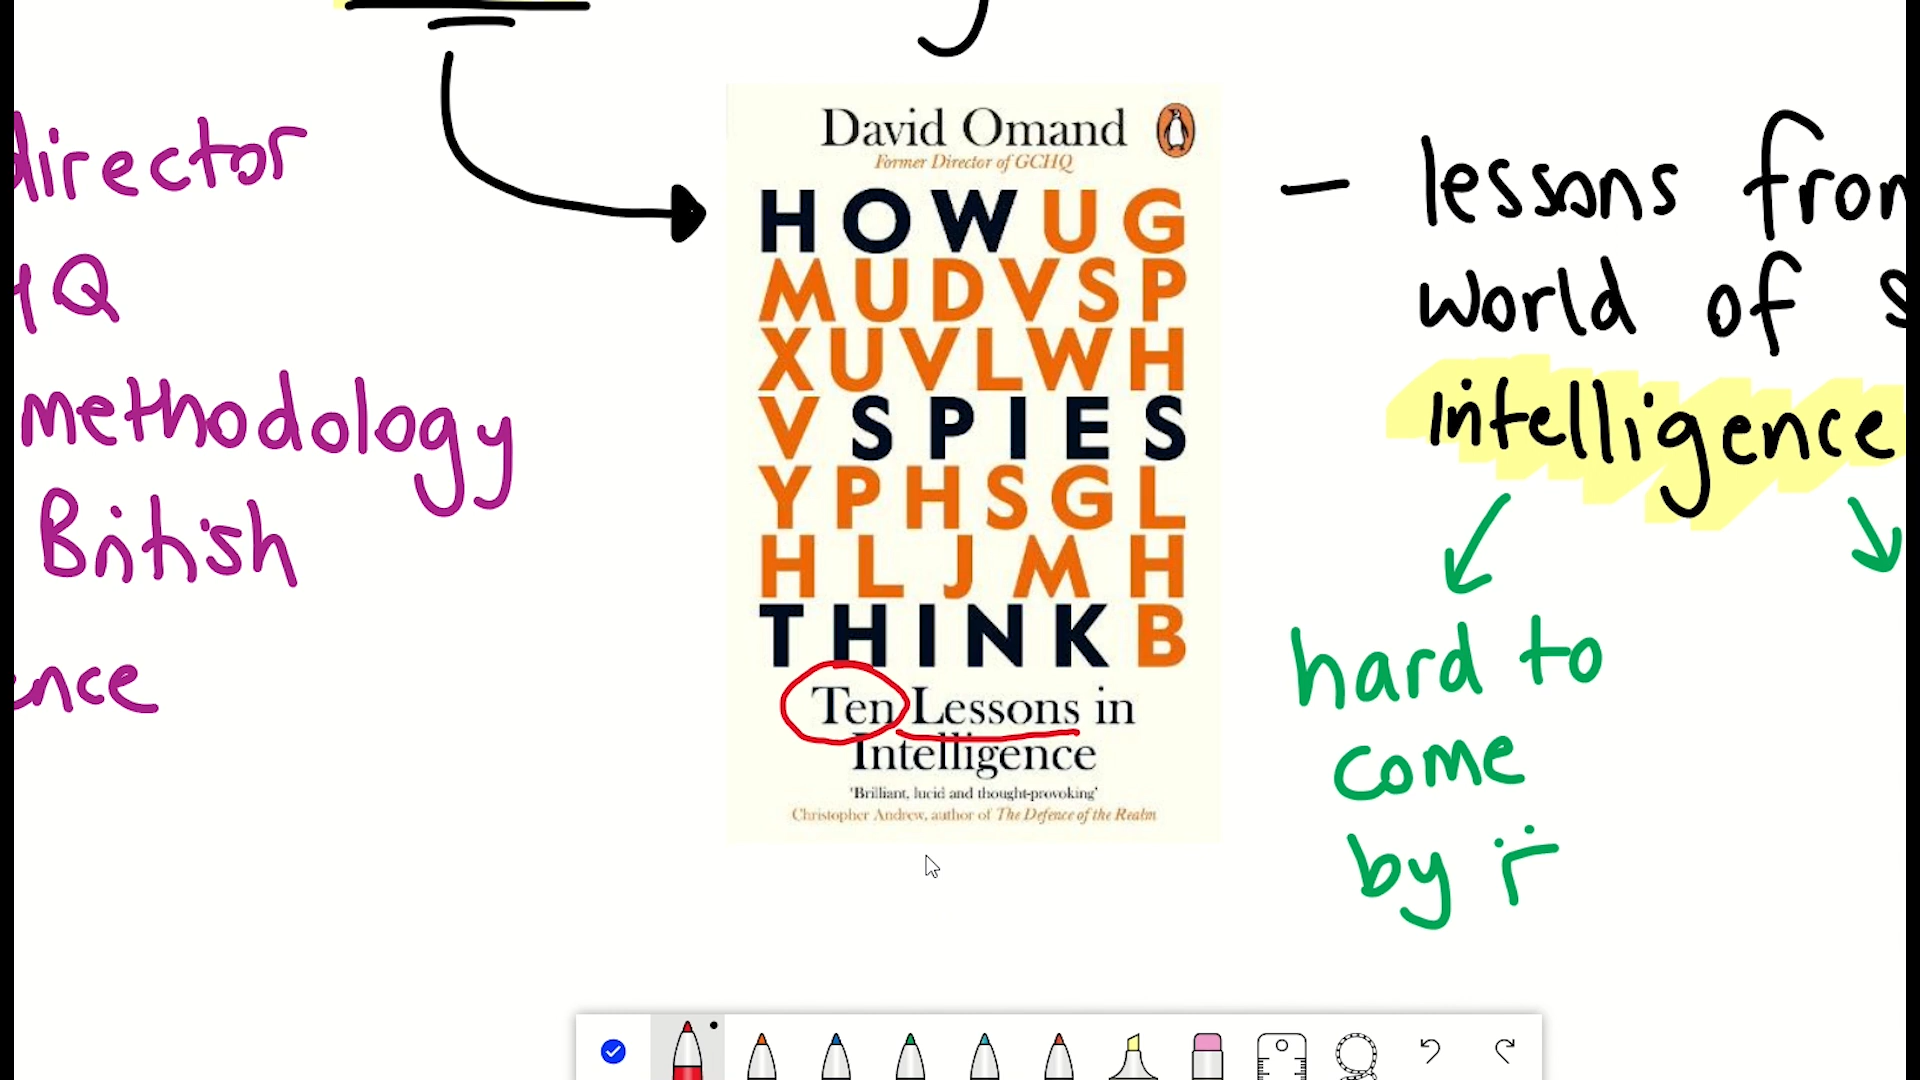 director
HQ
methodology
British
ence
David Omand
Former Director of GCHQ
HOWUG
MUDVSP
XUVLWH
VSPIES
YPHSGL
HLJMH
THINKB
Ten Lessons in
Intelligence
'Brilliant, lucid and thought-provoking'
Christopher Andrew, author of The Defence of the Realm
– lessons from
world of s
intelligence
hard to
come
by